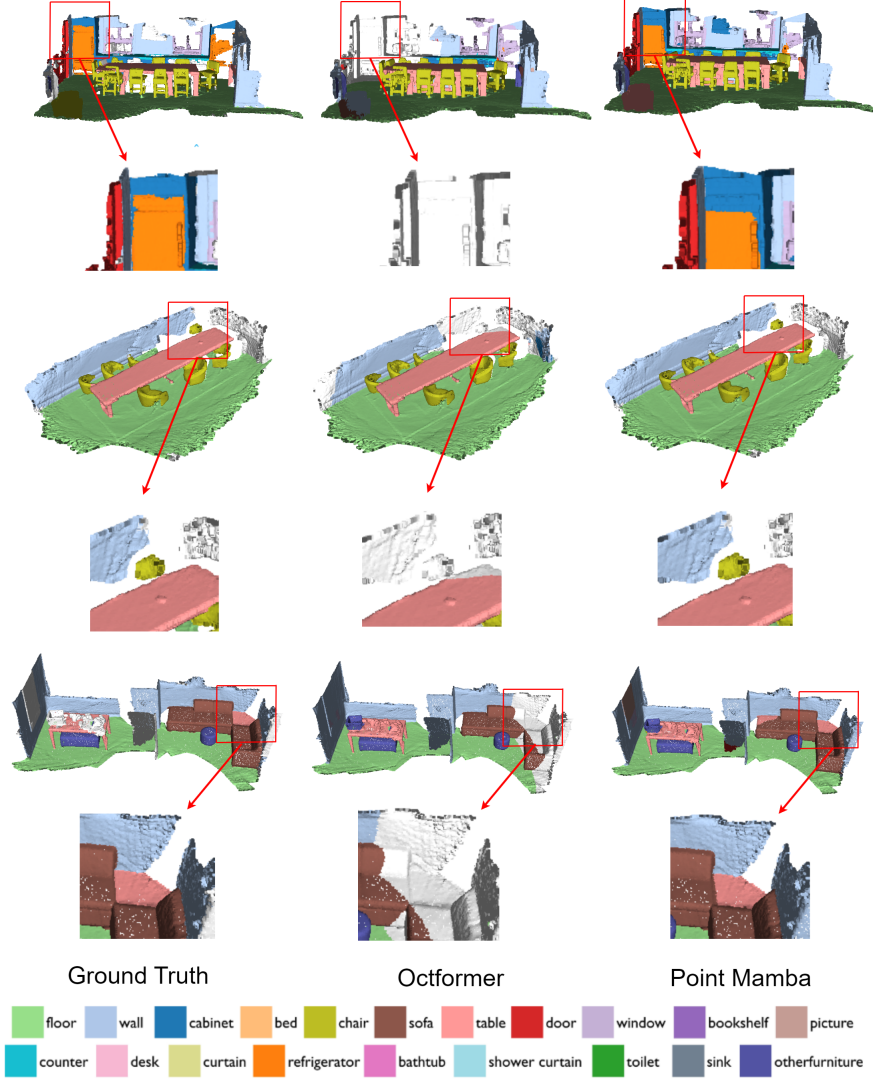 Ground Truth Octformer Point Mamba
floor wall cabinet bed chair sofa table door window bookshelf picture
counter desk curtain refrigerator bathtub shower curtain toilet sink otherfurniture